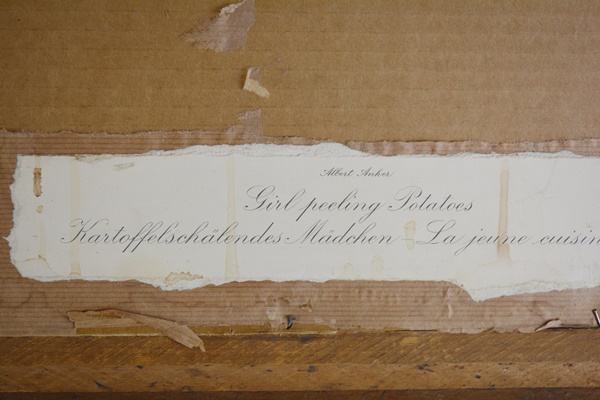 Albert Anker
Girl peeling Potatoes
Kartoffelschälendes Mädchen - La jeune cuisin